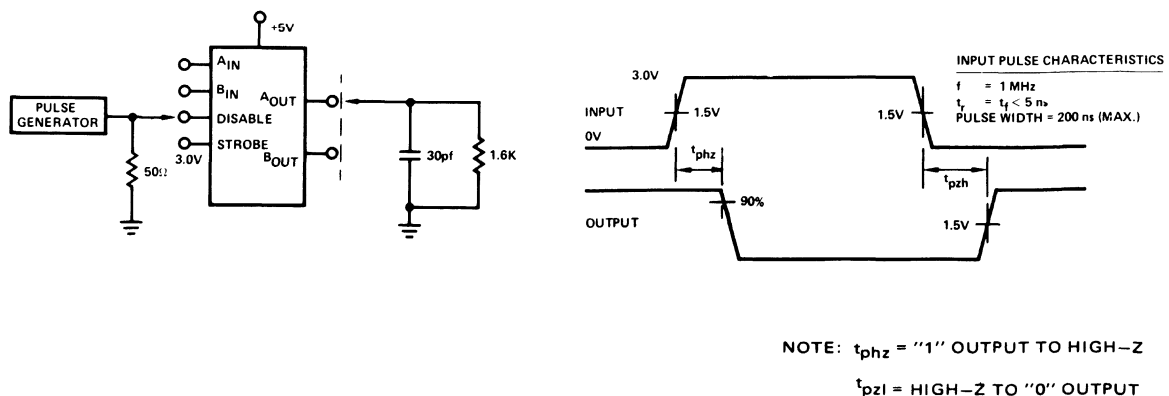 +5V
AIN
BIN
DISABLE
STROBE
3.0V
AOUT
BOUT
PULSE
GENERATOR
50Ω
30pf
1.6K
3.0V
INPUT
0V
1.5V
1.5V
tphz
tpzh
OUTPUT
90%
1.5V
INPUT PULSE CHARACTERISTICS
f = 1 MHz
tr = tf < 5 ns
PULSE WIDTH = 200 ns (MAX.)
NOTE: tphz = "1" OUTPUT TO HIGH–Z
tpzl = HIGH–Z TO "0" OUTPUT